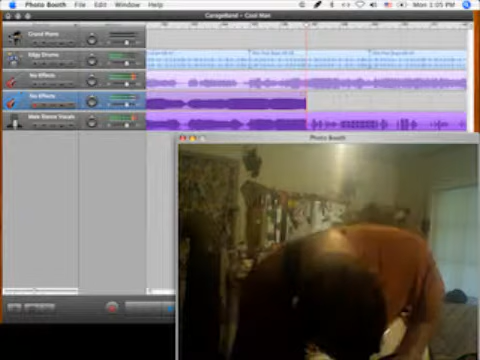 Photo Booth File Edit Window Help Mon 1:05 PM
GarageBand - Cool Man
Grand Piano
Edgy Drums
No Effects
No Effects
Male Dance Vocals
Photo Booth